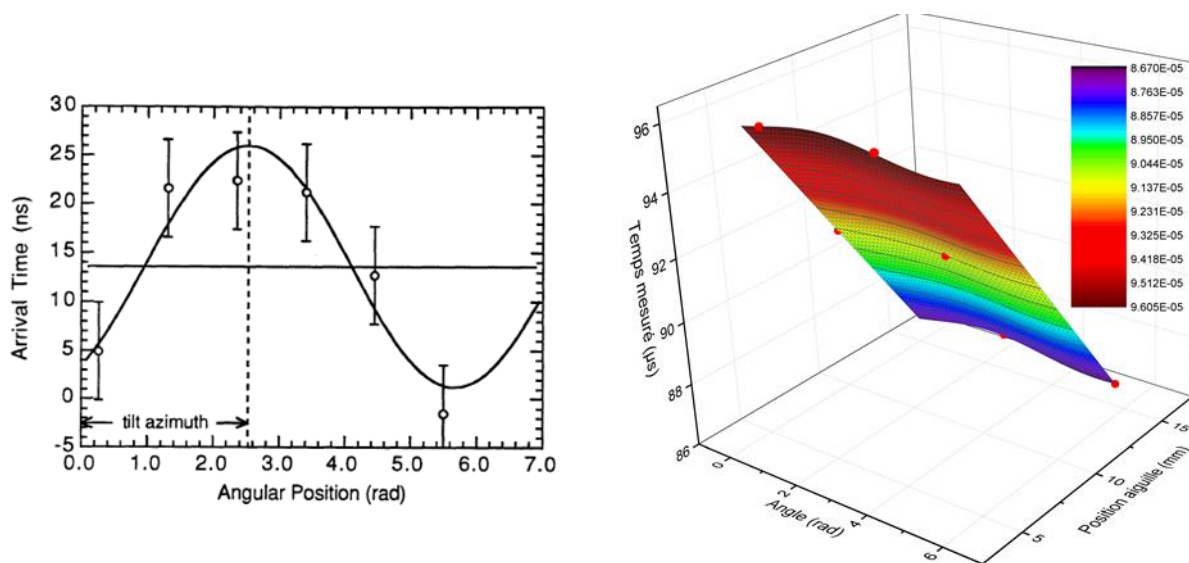 30
25
20
15
10
5
0
-5
0.0 1.0 2.0 3.0 4.0 5.0 6.0 7.0
Arrival Time (ns)
tilt azimuth
Angular Position (rad)
8.670E-05
8.763E-05
8.857E-05
8.950E-05
9.044E-05
9.137E-05
9.231E-05
9.325E-05
9.418E-05
9.512E-05
9.605E-05
96
94
92
90
88
86
Temps mesuré (µs)
0
2
4
6
Angle (rad)
5
10
15
Position aiguille (mm)